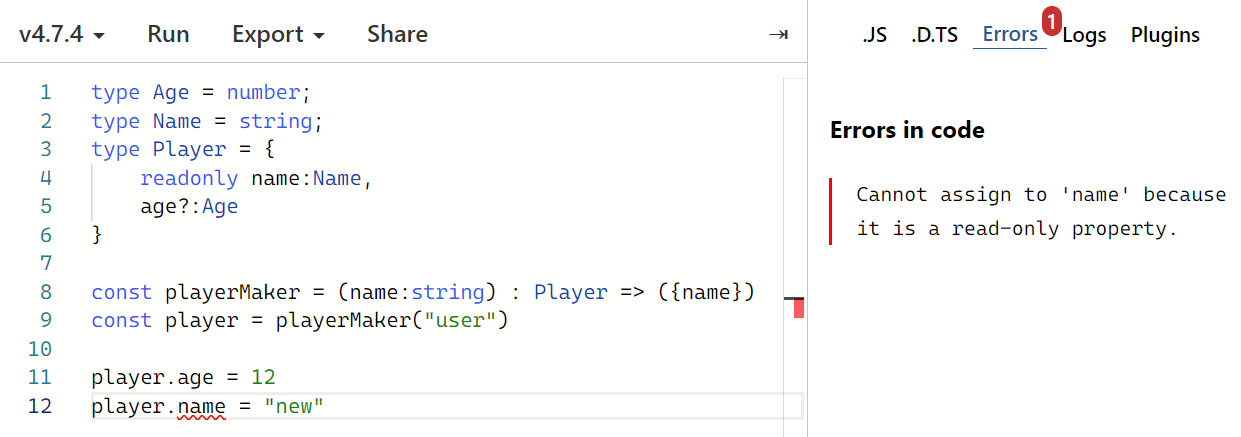 v4.7.4 Run Export Share
1 type Age = number;
2 type Name = string;
3 type Player = {
4 readonly name:Name,
5 age?:Age
6 }
7
8 const playerMaker = (name:string) : Player => ({name})
9 const player = playerMaker("user")
10
11 player.age = 12
12 player.name = "new"
.JS .D.TS Errors 1 Logs Plugins
Errors in code
Cannot assign to 'name' because
it is a read-only property.